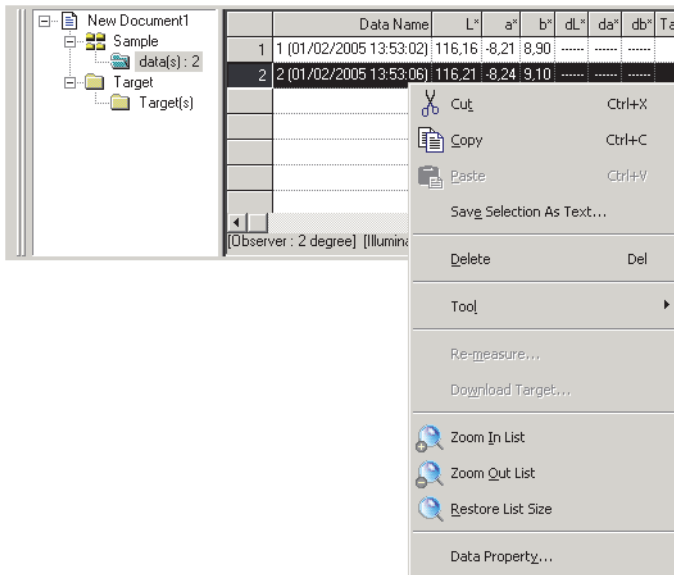 New Document1
Sample
data(s) : 2
Target
Target(s)
Data Name L* a* b* dL* da* db* Ta
1 1 (01/02/2005 13:53:02) 116,16 -8,21 8,90 ----- ----- -----
2 2 (01/02/2005 13:53:06) 116,21 -8,24 9,10 ----- ----- -----
[Observer : 2 degree] [Illumina
Cut Ctrl+X
Copy Ctrl+C
Paste Ctrl+V
Save Selection As Text...
Delete Del
Tool
Re-measure...
Download Target...
Zoom In List
Zoom Out List
Restore List Size
Data Property...